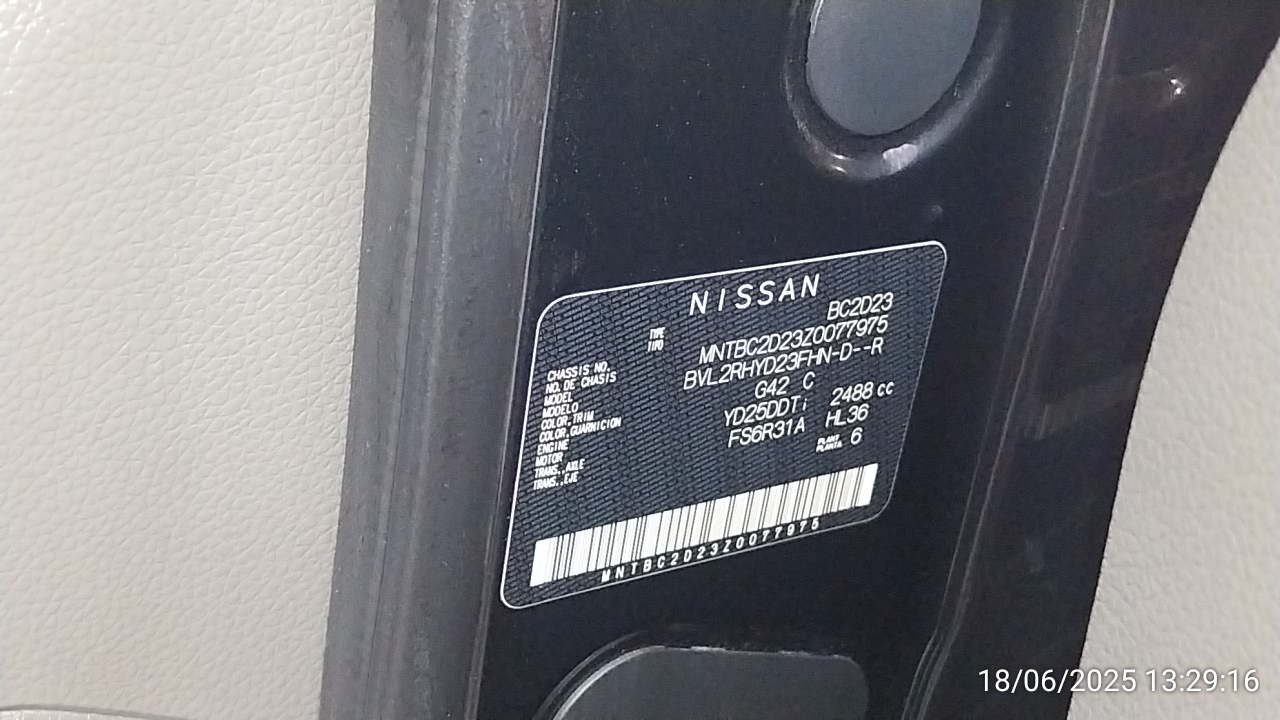 NISSAN
TYPE BC2D23
TIPO
CHASSIS NO. MNTBC2D23Z0077975
NO. DE CHASIS
MODEL BVL2RHYD23FHN-D--R
MODELO
COLOR,TRIM G42 C
COLOR,GUARNICION
ENGINE YD25DDTi 2488 cc
MOTOR
TRANS.,AXLE FS6R31A HL36
TRANS.,EJE
PLANT 6
PLANTA
MNTBC2D23Z0077975
18/06/2025 13:29:16